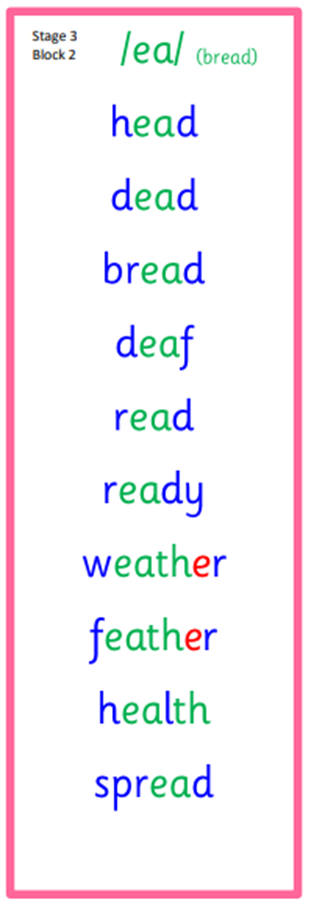 Stage 3
Block 2
/ea/ (bread)
head
dead
bread
deaf
read
ready
weather
feather
health
spread